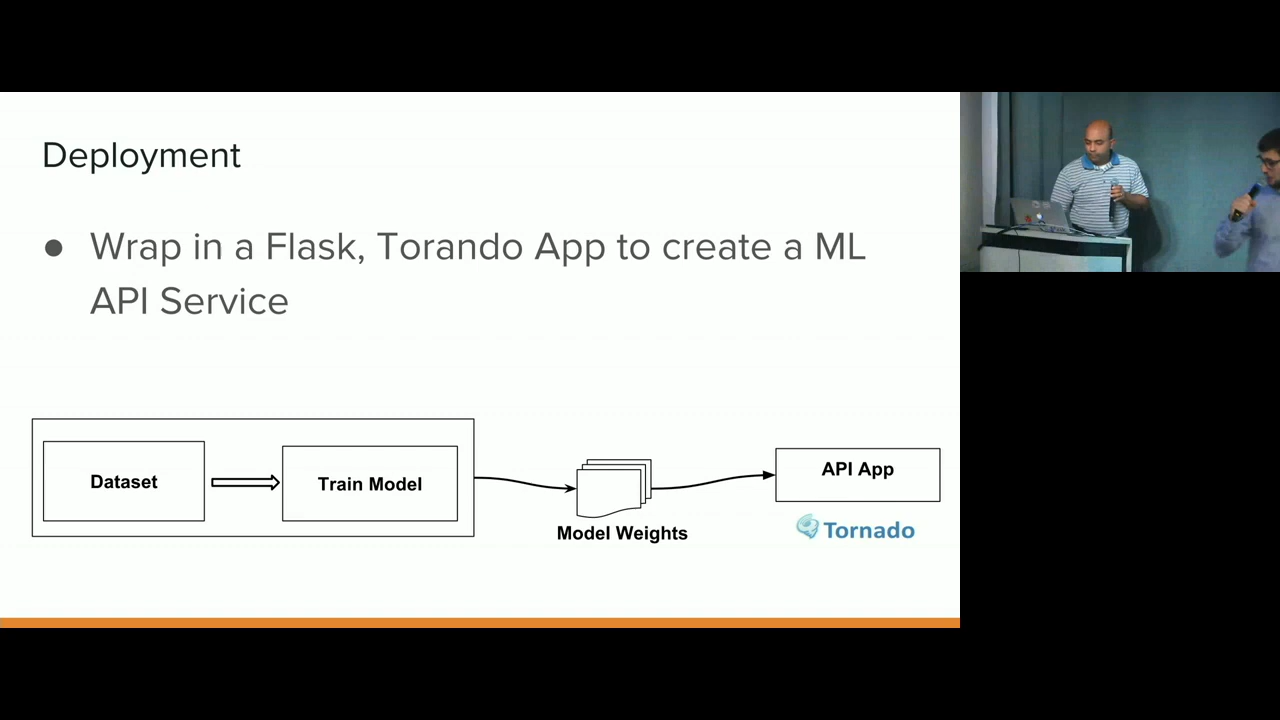 Deployment
● Wrap in a Flask, Torando App to create a ML
API Service
Dataset
Train Model
Model Weights
API App
Tornado